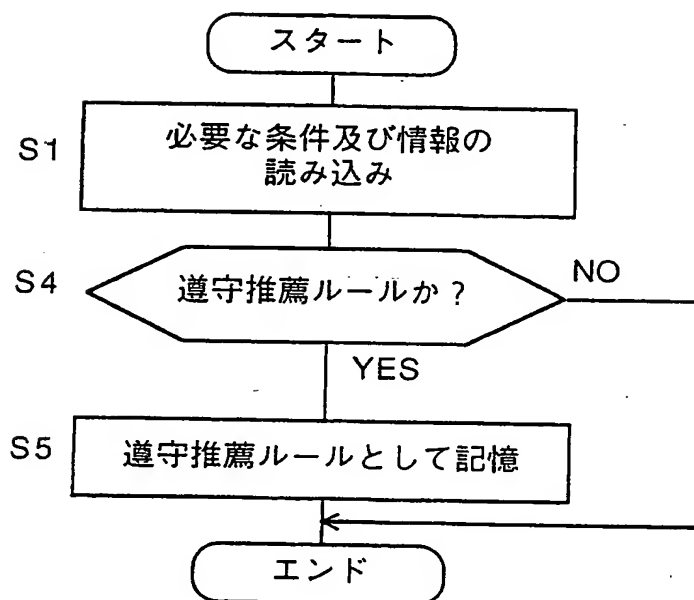 スタート
S1
必要な条件及び情報の
読み込み
S4
遵守推薦ルールか?
NO
YES
S5
遵守推薦ルールとして記憶
エンド